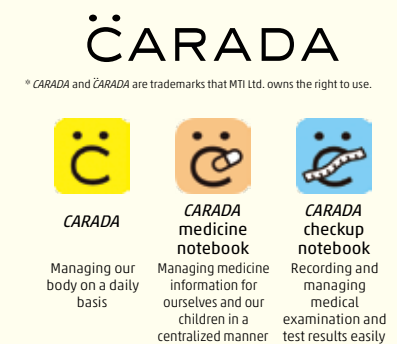 C̈ARADA
* CARADA and C̈ARADA are trademarks that MTI Ltd. owns the right to use.
CARADA
Managing our
body on a daily
basis
CARADA
medicine
notebook
Managing medicine
information for
ourselves and our
children in a
centralized manner
CARADA
checkup
notebook
Recording and
managing
medical
examination and
test results easily